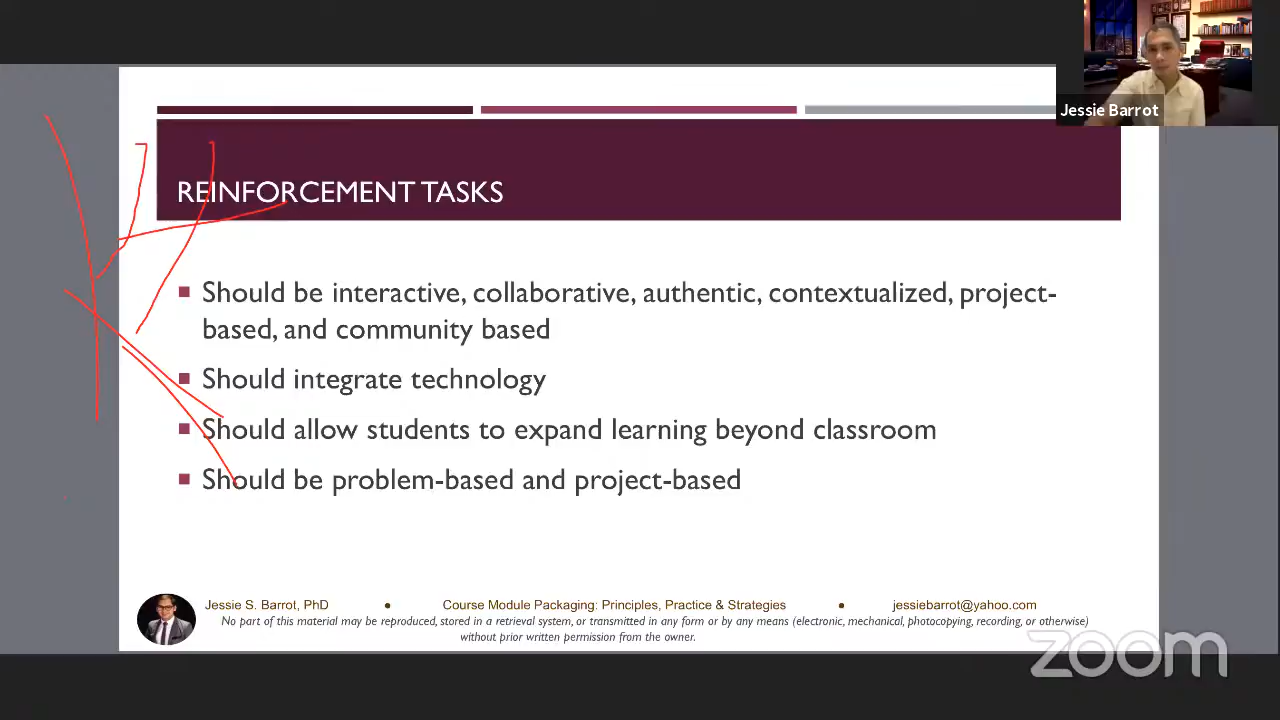 Jessie Barrot
REINFORCEMENT TASKS
Should be interactive, collaborative, authentic, contextualized, project-
based, and community based
Should integrate technology
Should allow students to expand learning beyond classroom
Should be problem-based and project-based
Jessie S. Barrot, PhD ● Course Module Packaging: Principles, Practice & Strategies ● jessiebarrot@yahoo.com
No part of this material may be reproduced, stored in a retrieval system, or transmitted in any form or by any means (electronic, mechanical, photocopying, recording, or otherwise)
without prior written permission from the owner.
zoom